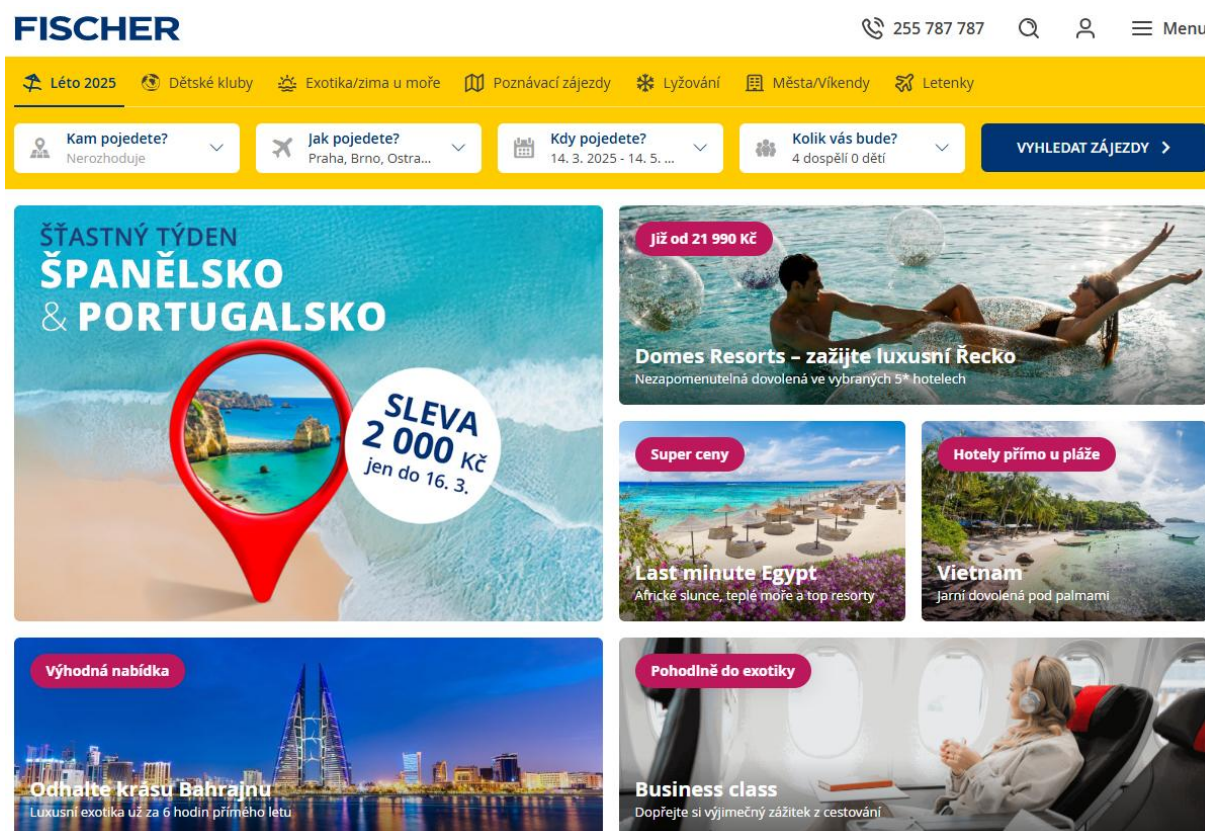 FISCHER
255 787 787
Menu
Léto 2025
Dětské kluby
Exotika/zima u moře
Poznávací zájezdy
Lyžování
Města/Víkendy
Letenky
Kam pojedete?
Nerozhoduje
Jak pojedete?
Praha, Brno, Ostra...
Kdy pojedete?
14. 3. 2025 - 14. 5. ...
Kolik vás bude?
4 dospělí 0 dětí
VYHLEDAT ZÁJEZDY
ŠŤASTNÝ TÝDEN
ŠPANĚLSKO
& PORTUGALSKO
SLEVA
2 000 Kč
jen do 16. 3.
Již od 21 990 Kč
Domes Resorts – zažijte luxusní Řecko
Nezapomenutelná dovolená ve vybraných 5* hotelech
Super ceny
Last minute Egypt
Africké slunce, teplé moře a top resorty
Hotely přímo u pláže
Vietnam
Jarní dovolená pod palmami
Výhodná nabídka
Odhalte krásu Bahrajnu
Luxusní exotika už za 6 hodin přímého letu
Pohodlně do exotiky
Business class
Dopřejte si výjimečný zážitek z cestování